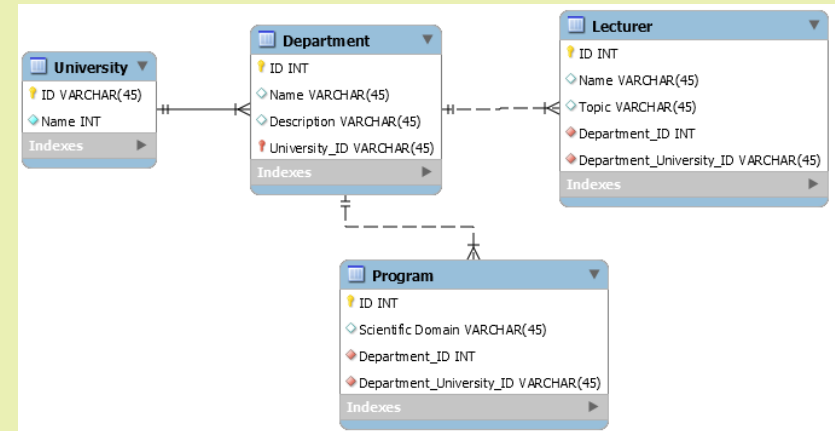 University
ID VARCHAR(45)
Name INT
Indexes
Department
ID INT
Name VARCHAR(45)
Description VARCHAR(45)
University_ID VARCHAR(45)
Indexes
Lecturer
ID INT
Name VARCHAR(45)
Topic VARCHAR(45)
Department_ID INT
Department_University_ID VARCHAR(45)
Indexes
Program
ID INT
Scientific Domain VARCHAR(45)
Department_ID INT
Department_University_ID VARCHAR(45)
Indexes